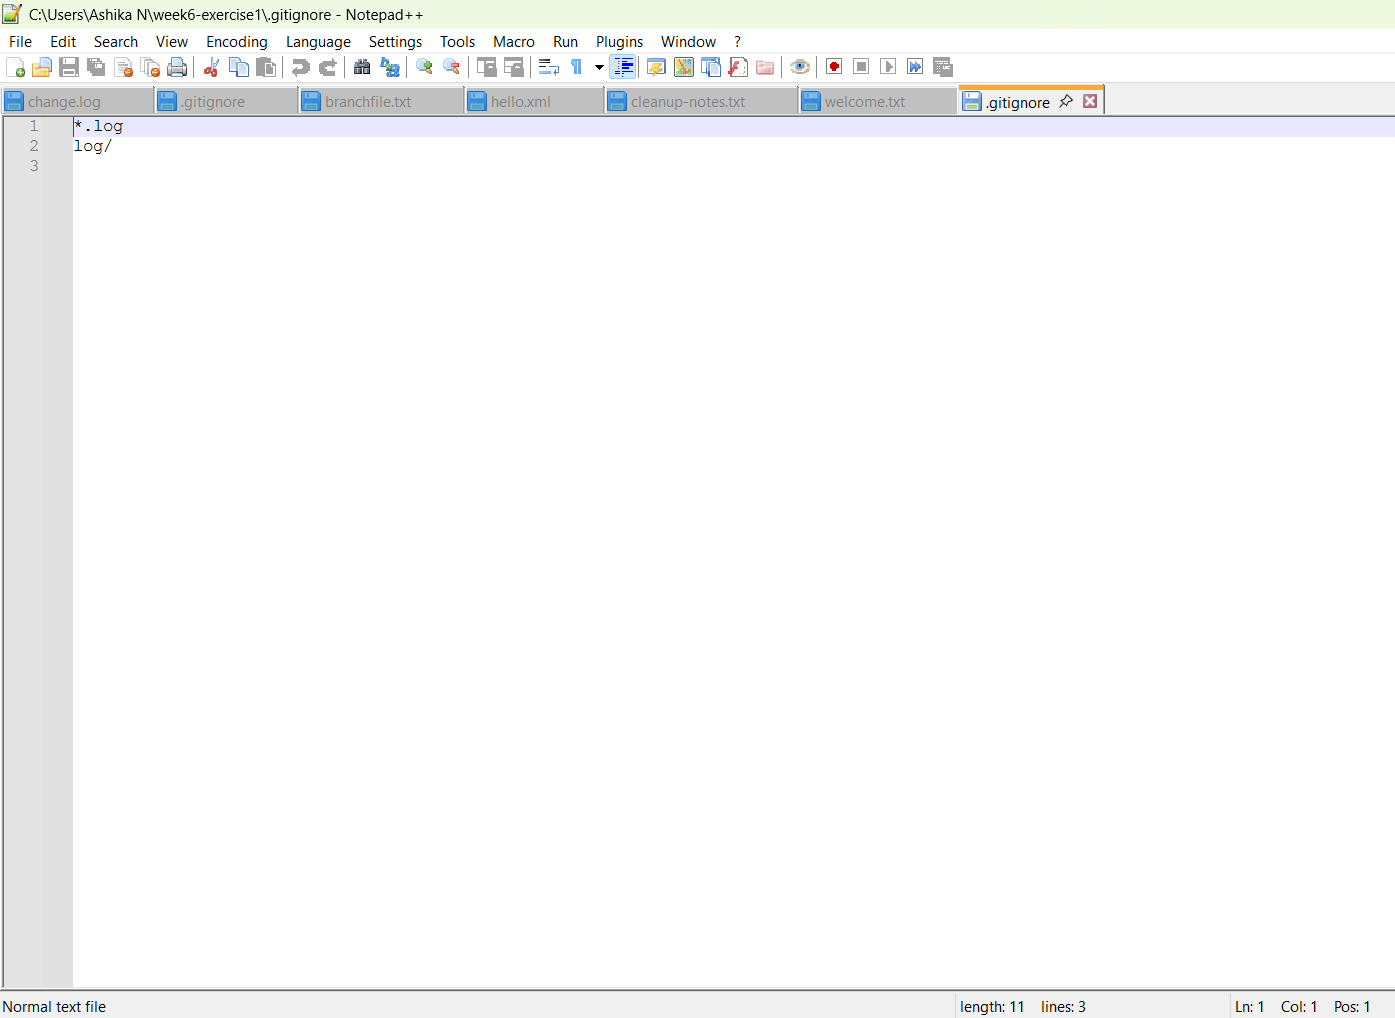 C:\Users\Ashika N\week6-exercise1\.gitignore - Notepad++
File Edit Search View Encoding Language Settings Tools Macro Run Plugins Window ?
change.log .gitignore branchfile.txt hello.xml cleanup-notes.txt welcome.txt .gitignore
1 *.log
2 log/
3
Normal text file length: 11 lines: 3 Ln: 1 Col: 1 Pos: 1